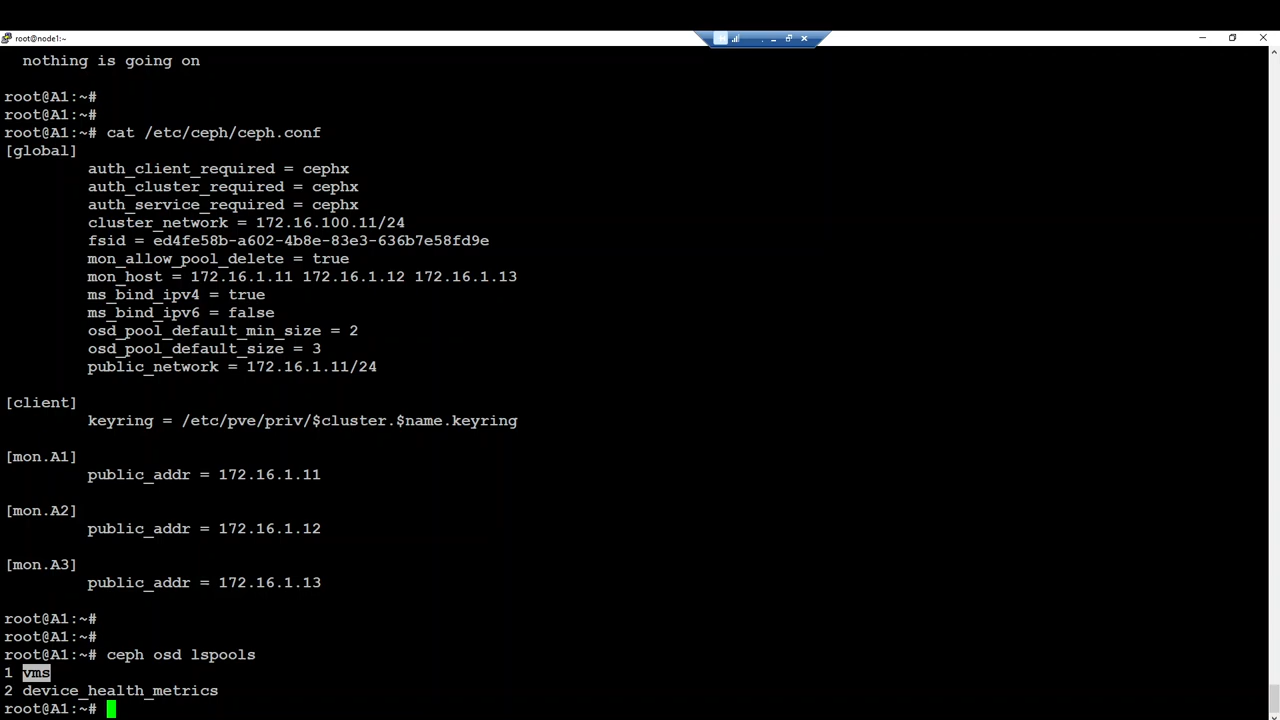 root@node1:~
nothing is going on
root@A1:~#
root@A1:~#
root@A1:~# cat /etc/ceph/ceph.conf
[global]
auth_client_required = cephx
auth_cluster_required = cephx
auth_service_required = cephx
cluster_network = 172.16.100.11/24
fsid = ed4fe58b-a602-4b8e-83e3-636b7e58fd9e
mon_allow_pool_delete = true
mon_host = 172.16.1.11 172.16.1.12 172.16.1.13
ms_bind_ipv4 = true
ms_bind_ipv6 = false
osd_pool_default_min_size = 2
osd_pool_default_size = 3
public_network = 172.16.1.11/24
[client]
keyring = /etc/pve/priv/$cluster.$name.keyring
[mon.A1]
public_addr = 172.16.1.11
[mon.A2]
public_addr = 172.16.1.12
[mon.A3]
public_addr = 172.16.1.13
root@A1:~#
root@A1:~#
root@A1:~# ceph osd lspools
1 vms
2 device_health_metrics
root@A1:~#